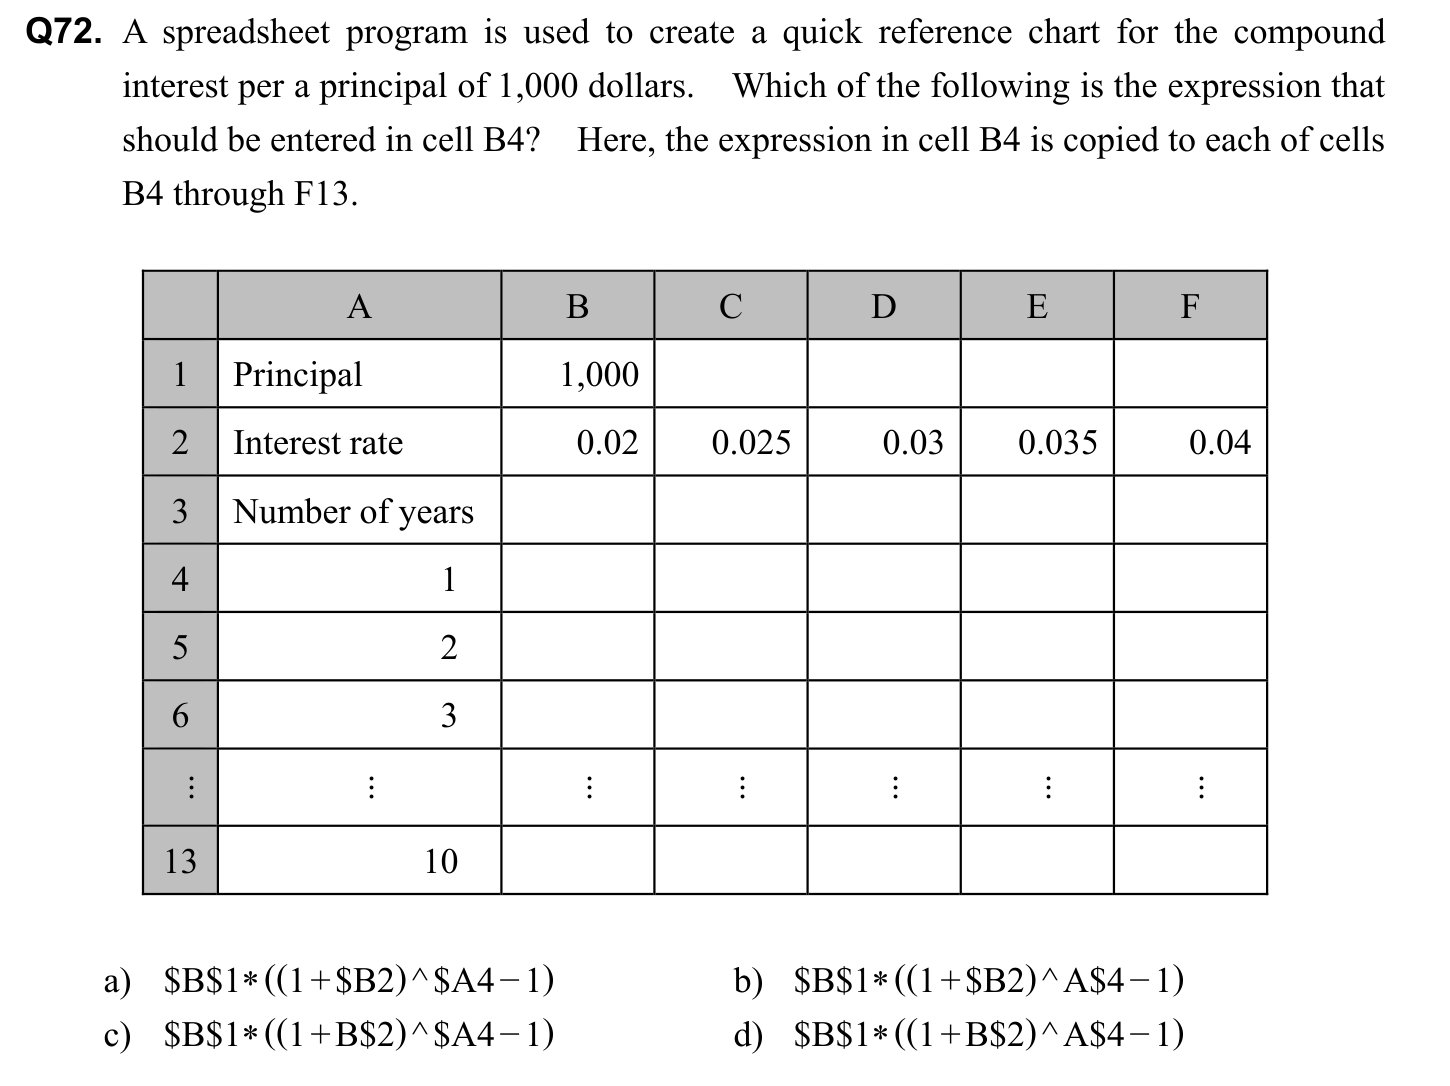 Q72. A spreadsheet program is used to create a quick reference chart for the compound
interest per a principal of 1,000 dollars. Which of the following is the expression that
should be entered in cell B4? Here, the expression in cell B4 is copied to each of cells
B4 through F13.
A B C D E F
1 Principal 1,000
2 Interest rate 0.02 0.025 0.03 0.035 0.04
3 Number of years
4 1
5 2
6 3
⋮ ⋮ ⋮ ⋮ ⋮ ⋮ ⋮
13 10
a) $B$1*((1+$B2)^$A4−1) b) $B$1*((1+$B2)^A$4−1)
c) $B$1*((1+B$2)^$A4−1) d) $B$1*((1+B$2)^A$4−1)